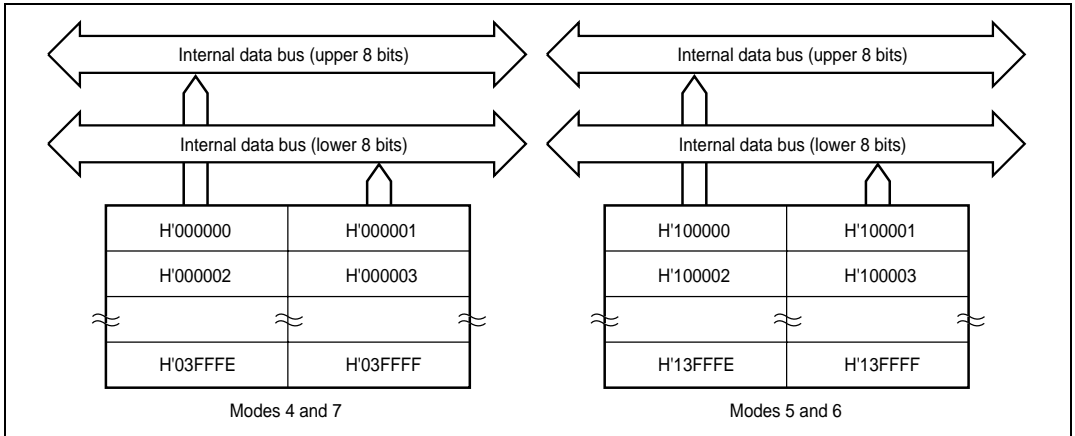 Internal data bus (upper 8 bits)
Internal data bus (lower 8 bits)
H'000000 H'000001
H'000002 H'000003
H'03FFFE H'03FFFF
Modes 4 and 7
Internal data bus (upper 8 bits)
Internal data bus (lower 8 bits)
H'100000 H'100001
H'100002 H'100003
H'13FFFE H'13FFFF
Modes 5 and 6